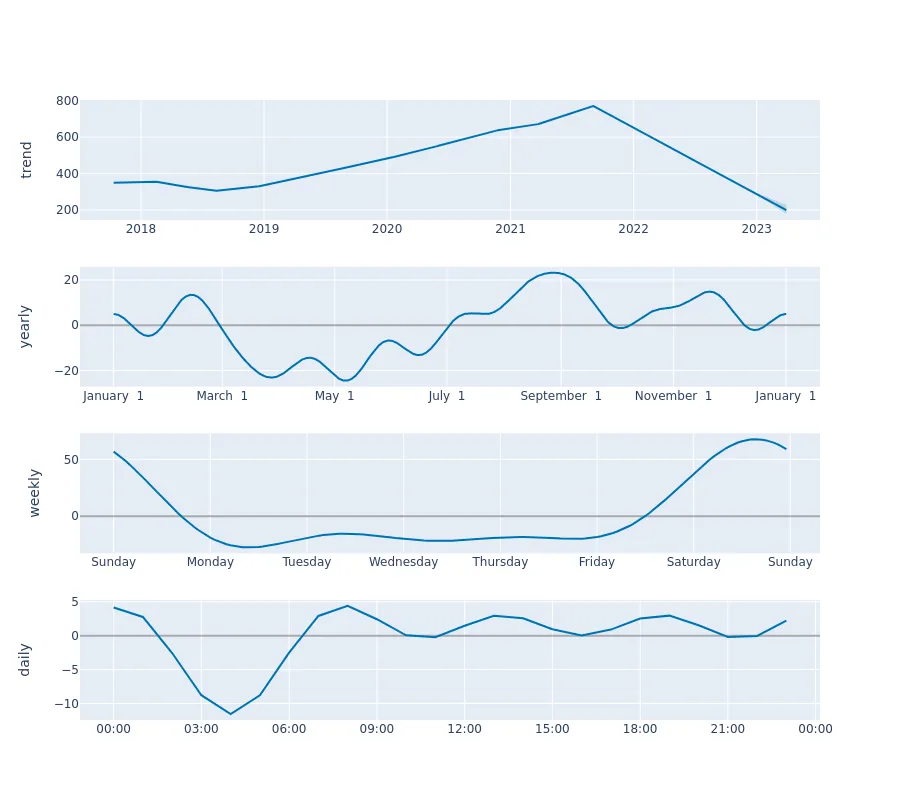 trend
800
600
400
200
2018 2019 2020 2021 2022 2023
yearly
20
0
−20
January 1 March 1 May 1 July 1 September 1 November 1 January 1
weekly
50
0
Sunday Monday Tuesday Wednesday Thursday Friday Saturday Sunday
daily
5
0
−5
−10
00:00 03:00 06:00 09:00 12:00 15:00 18:00 21:00 00:00